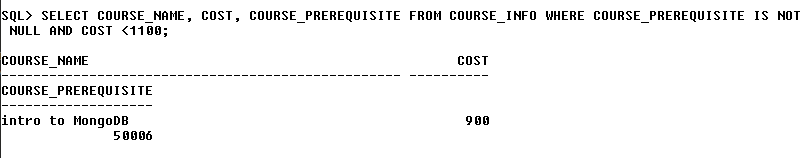 SQL> SELECT COURSE_NAME, COST, COURSE_PREREQUISITE FROM COURSE_INFO WHERE COURSE_PREREQUISITE IS NOT
 NULL AND COST <1100;
COURSE_NAME                                              COST
-------------------------------------------------- ----------
COURSE_PREREQUISITE
-------------------
intro to MongoDB                                          900
              50006